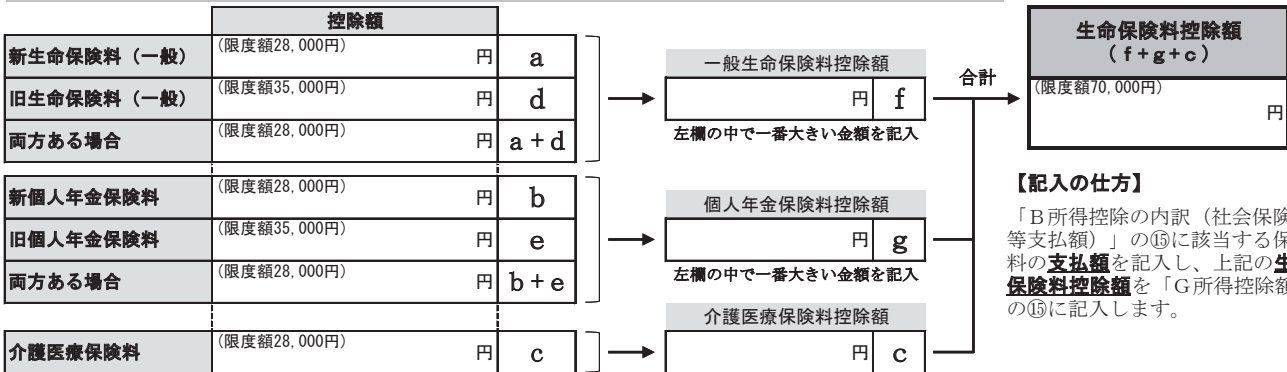 控除額
新生命保険料（一般） (限度額28,000円) 円 a
旧生命保険料（一般） (限度額35,000円) 円 d
両方ある場合 (限度額28,000円) 円 a+d
一般生命保険料控除額
円 f
左欄の中で一番大きい金額を記入
新個人年金保険料 (限度額28,000円) 円 b
旧個人年金保険料 (限度額35,000円) 円 e
両方ある場合 (限度額28,000円) 円 b+e
個人年金保険料控除額
円 g
左欄の中で一番大きい金額を記入
介護医療保険料 (限度額28,000円) 円 c
介護医療保険料控除額
円 c
合計
生命保険料控除額
(f+g+c)
(限度額70,000円)
円
【記入の仕方】
「Ｂ所得控除の内訳（社会保険
等支払額）」の⑮に該当する保
料の支払額を記入し、上記の生
保険料控除額を「Ｇ所得控除額
の⑮に記入します。